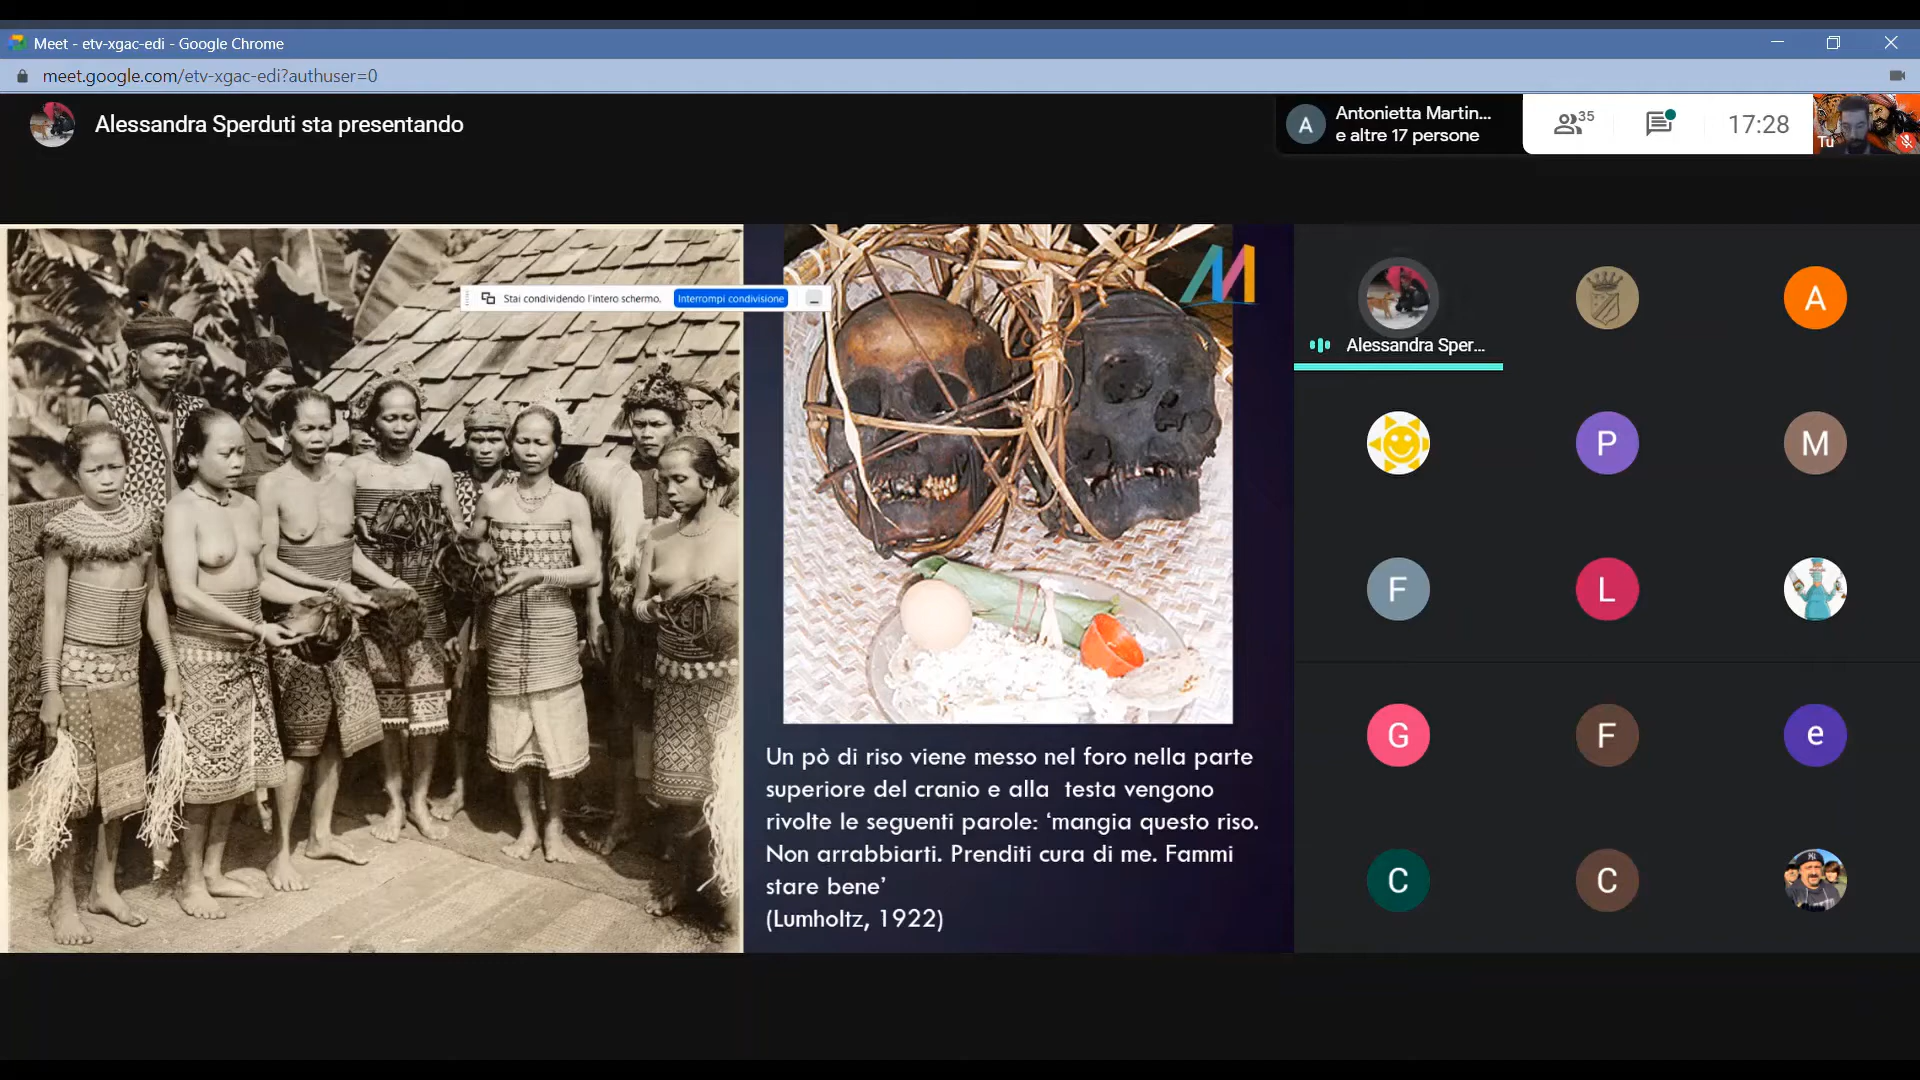 Meet - etv-xgac-edi - Google Chrome
meet.google.com/etv-xgac-edi?authuser=0
Alessandra Sperduti sta presentando
A
Antonietta Martin...
e altre 17 persone
35
17:28
Tu
Stai condividendo l'intero schermo.
Interrompi condivisione
M
Alessandra Sper...
A
P
M
F
L
G
F
e
C
C
Un pò di riso viene messo nel foro nella parte
superiore del cranio e alla testa vengono
rivolte le seguenti parole: ‘mangia questo riso.
Non arrabbiarti. Prenditi cura di me. Fammi
stare bene’
(Lumholtz, 1922)